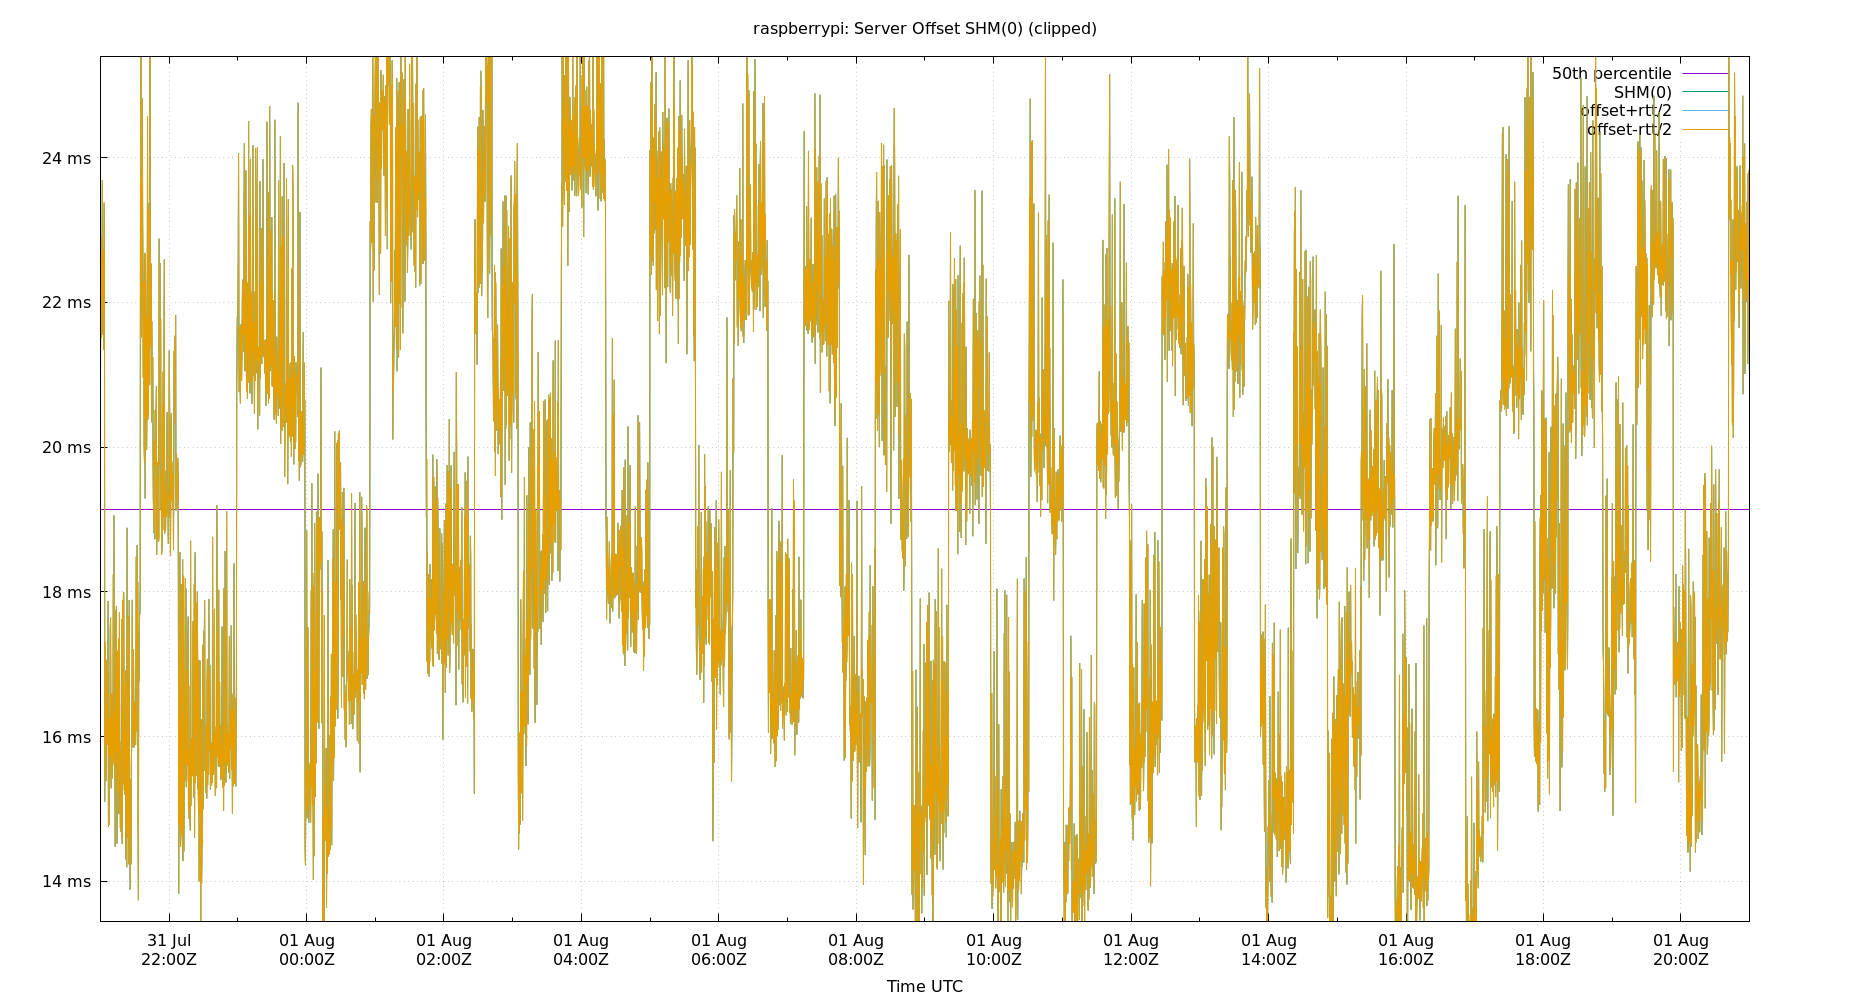 raspberrypi: Server Offset SHM(0) (clipped)
50th percentile
SHM(0)
offset+rtt/2
offset-rtt/2
24 ms
22 ms
20 ms
18 ms
16 ms
14 ms
31 Jul 01 Aug 01 Aug 01 Aug 01 Aug 01 Aug 01 Aug 01 Aug 01 Aug 01 Aug 01 Aug 01 Aug
22:00Z 00:00Z 02:00Z 04:00Z 06:00Z 08:00Z 10:00Z 12:00Z 14:00Z 16:00Z 18:00Z 20:00Z
Time UTC